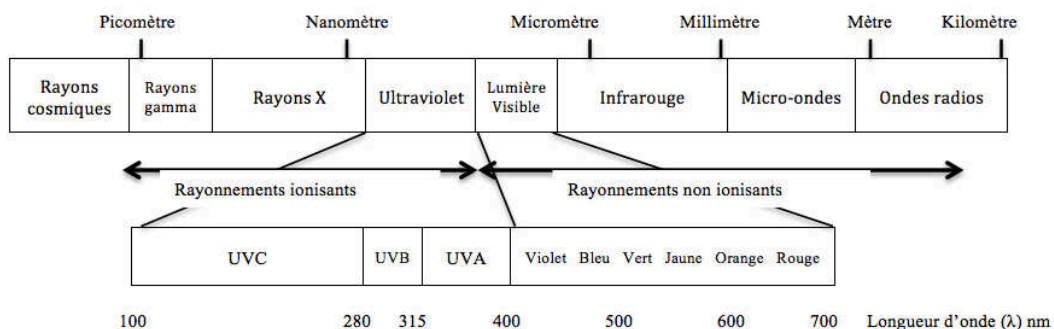 Picomètre Nanomètre Micromètre Millimètre Mètre Kilomètre
Rayons cosmiques Rayons gamma Rayons X Ultraviolet Lumière Visible Infrarouge Micro-ondes Ondes radios
Rayonnements ionisants Rayonnements non ionisants
UVC UVB UVA Violet Bleu Vert Jaune Orange Rouge
100 280 315 400 500 600 700 Longueur d'onde (λ) nm